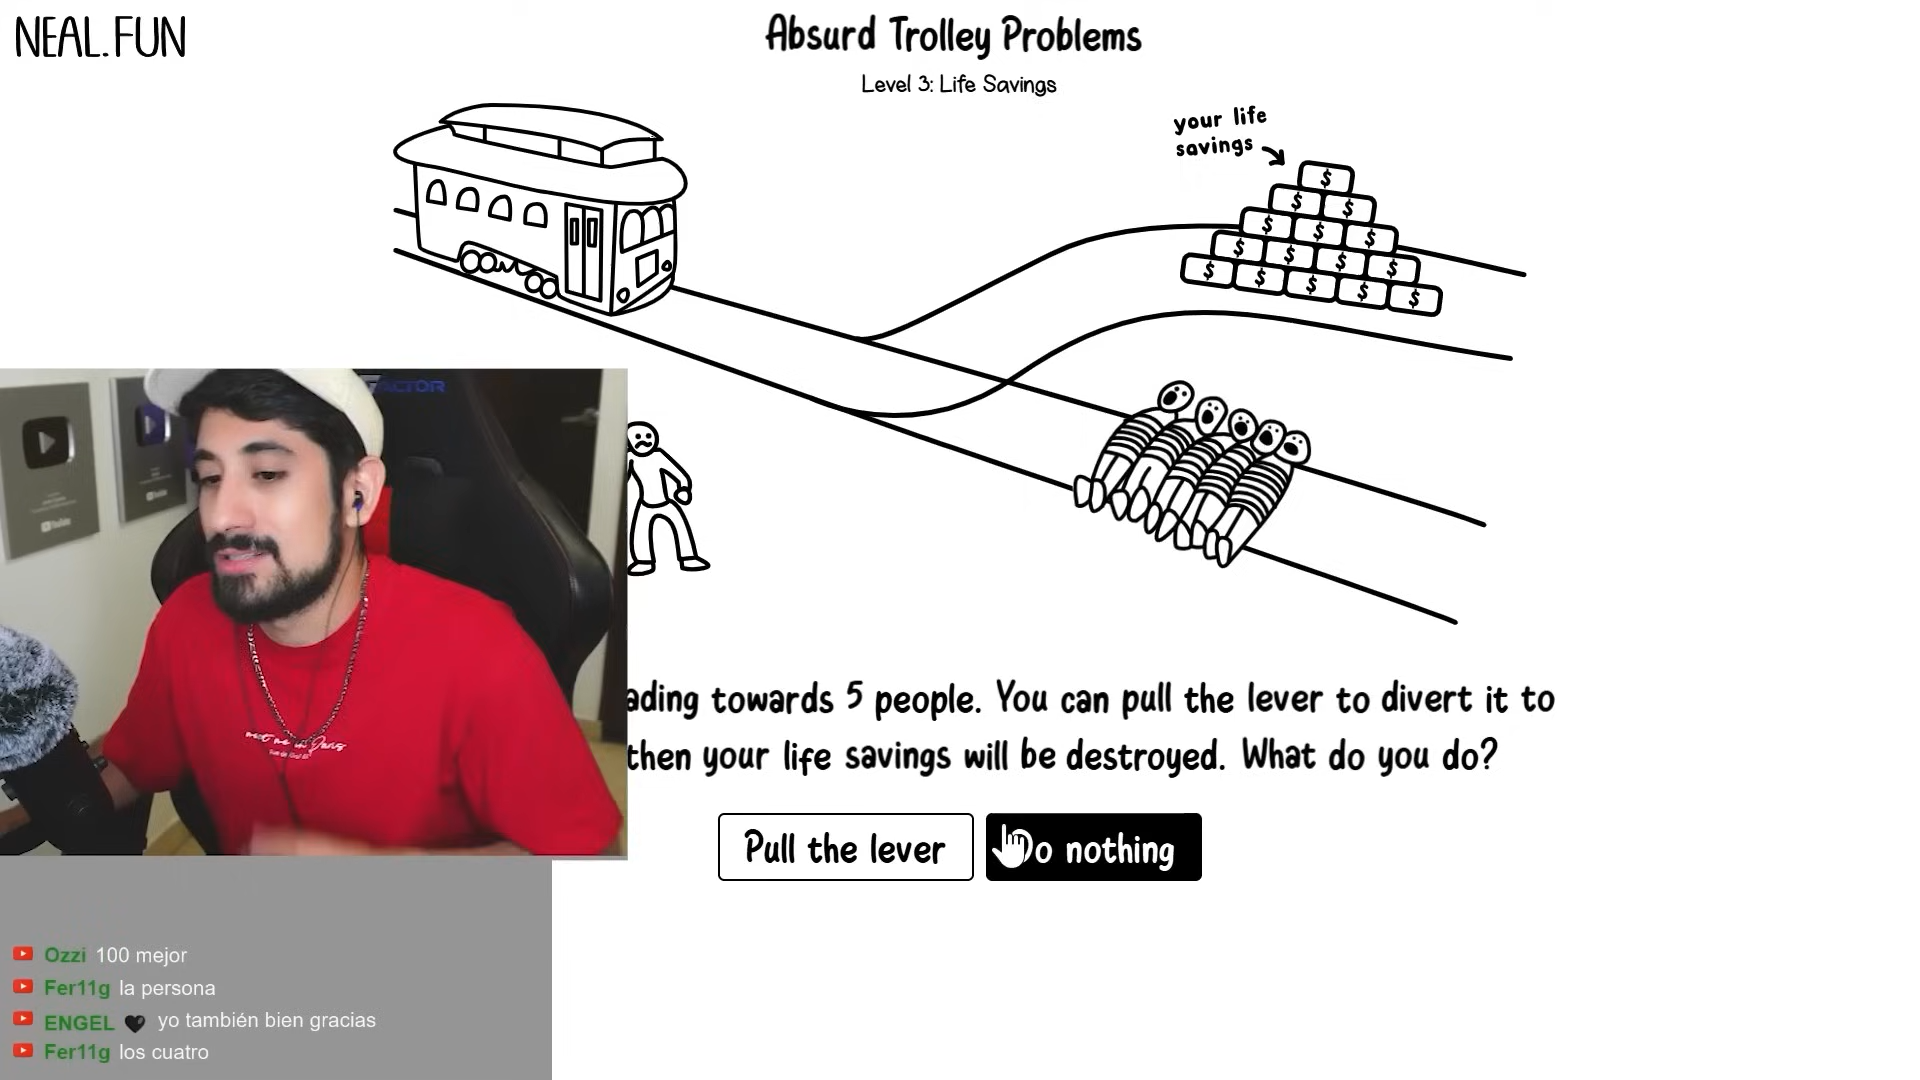 NEAL.FUN
Absurd Trolley Problems
Level 3: Life Savings
your life
savings
$
$ $
$ $ $
$ $ $ $
$ $ $ $ $
ading towards 5 people. You can pull the lever to divert it to
then your life savings will be destroyed. What do you do?
Pull the lever
Do nothing
Ozzi 100 mejor
Fer11g la persona
ENGEL 🖤 yo también bien gracias
Fer11g los cuatro